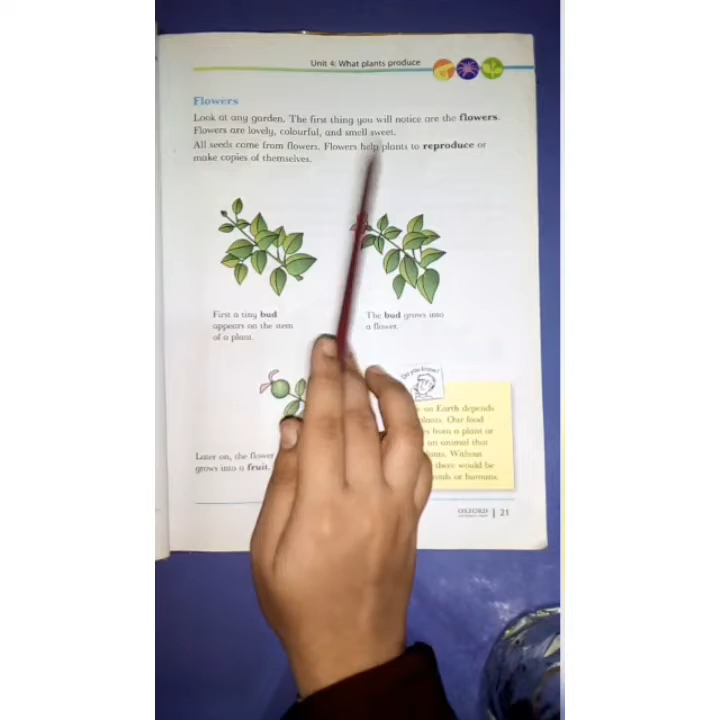 Unit 4: What plants produce
Flowers
Look at any garden. The first thing you will notice are the flowers.
Flowers are lovely, colourful, and smell sweet.
All seeds come from flowers. Flowers help plants to reproduce or
make copies of themselves.
First a tiny bud
appears on the stem
of a plant.
The bud grows into
a flower.
Later on, the flower
grows into a fruit.
Do you know?
on Earth depends
plants. Our food
from a plant or
an animal that
plants. Without
there would be
or humans.
OXFORD
21